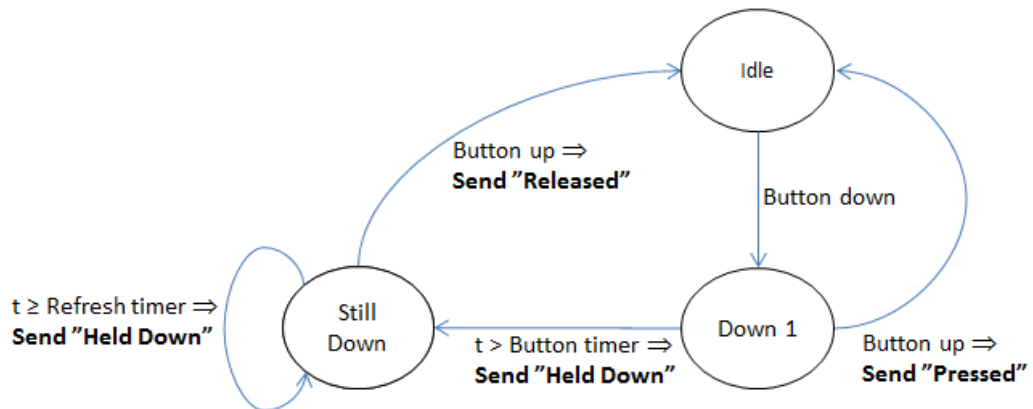 Idle
Button up ⇒
Send ”Released”
Button down
t ≥ Refresh timer ⇒
Send ”Held Down”
Still
Down
t > Button timer ⇒
Send ”Held Down”
Down 1
Button up ⇒
Send ”Pressed”